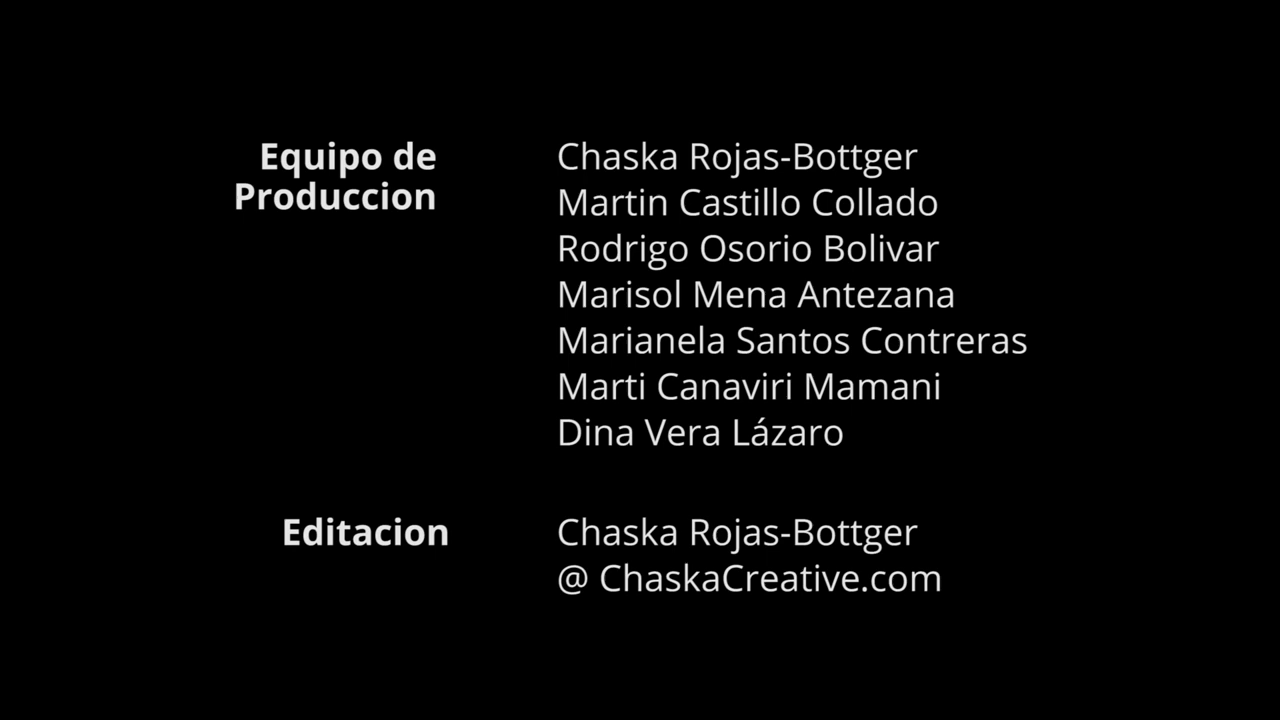 Equipo de
Produccion
Chaska Rojas-Bottger
Martin Castillo Collado
Rodrigo Osorio Bolivar
Marisol Mena Antezana
Marianela Santos Contreras
Marti Canaviri Mamani
Dina Vera Lázaro
Editacion
Chaska Rojas-Bottger
@ ChaskaCreative.com